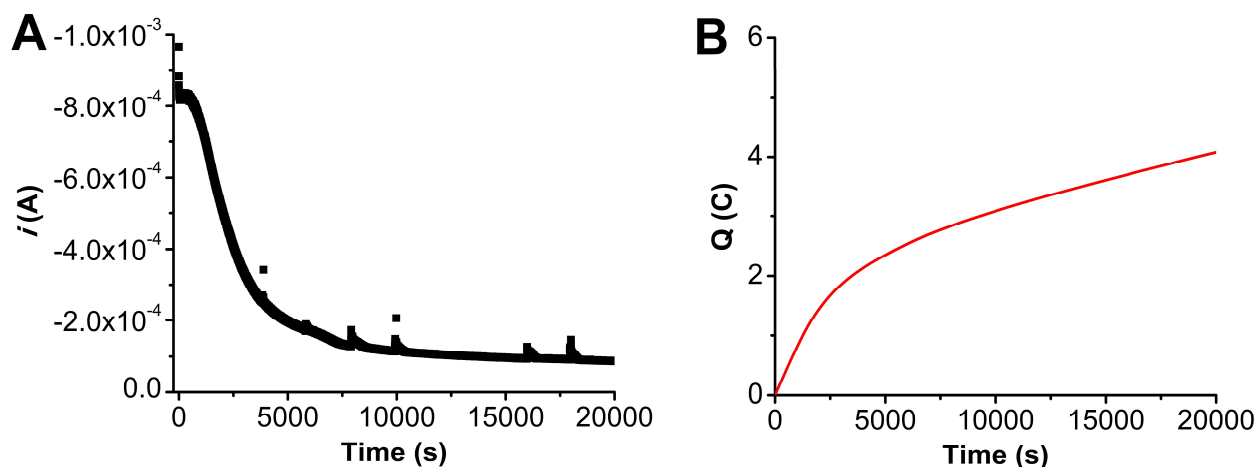 A
i (A)
-1.0x10⁻³
-8.0x10⁻⁴
-6.0x10⁻⁴
-4.0x10⁻⁴
-2.0x10⁻⁴
0.0
0 5000 10000 15000 20000
Time (s)
B
Q (C)
6
4
2
0
0 5000 10000 15000 20000
Time (s)